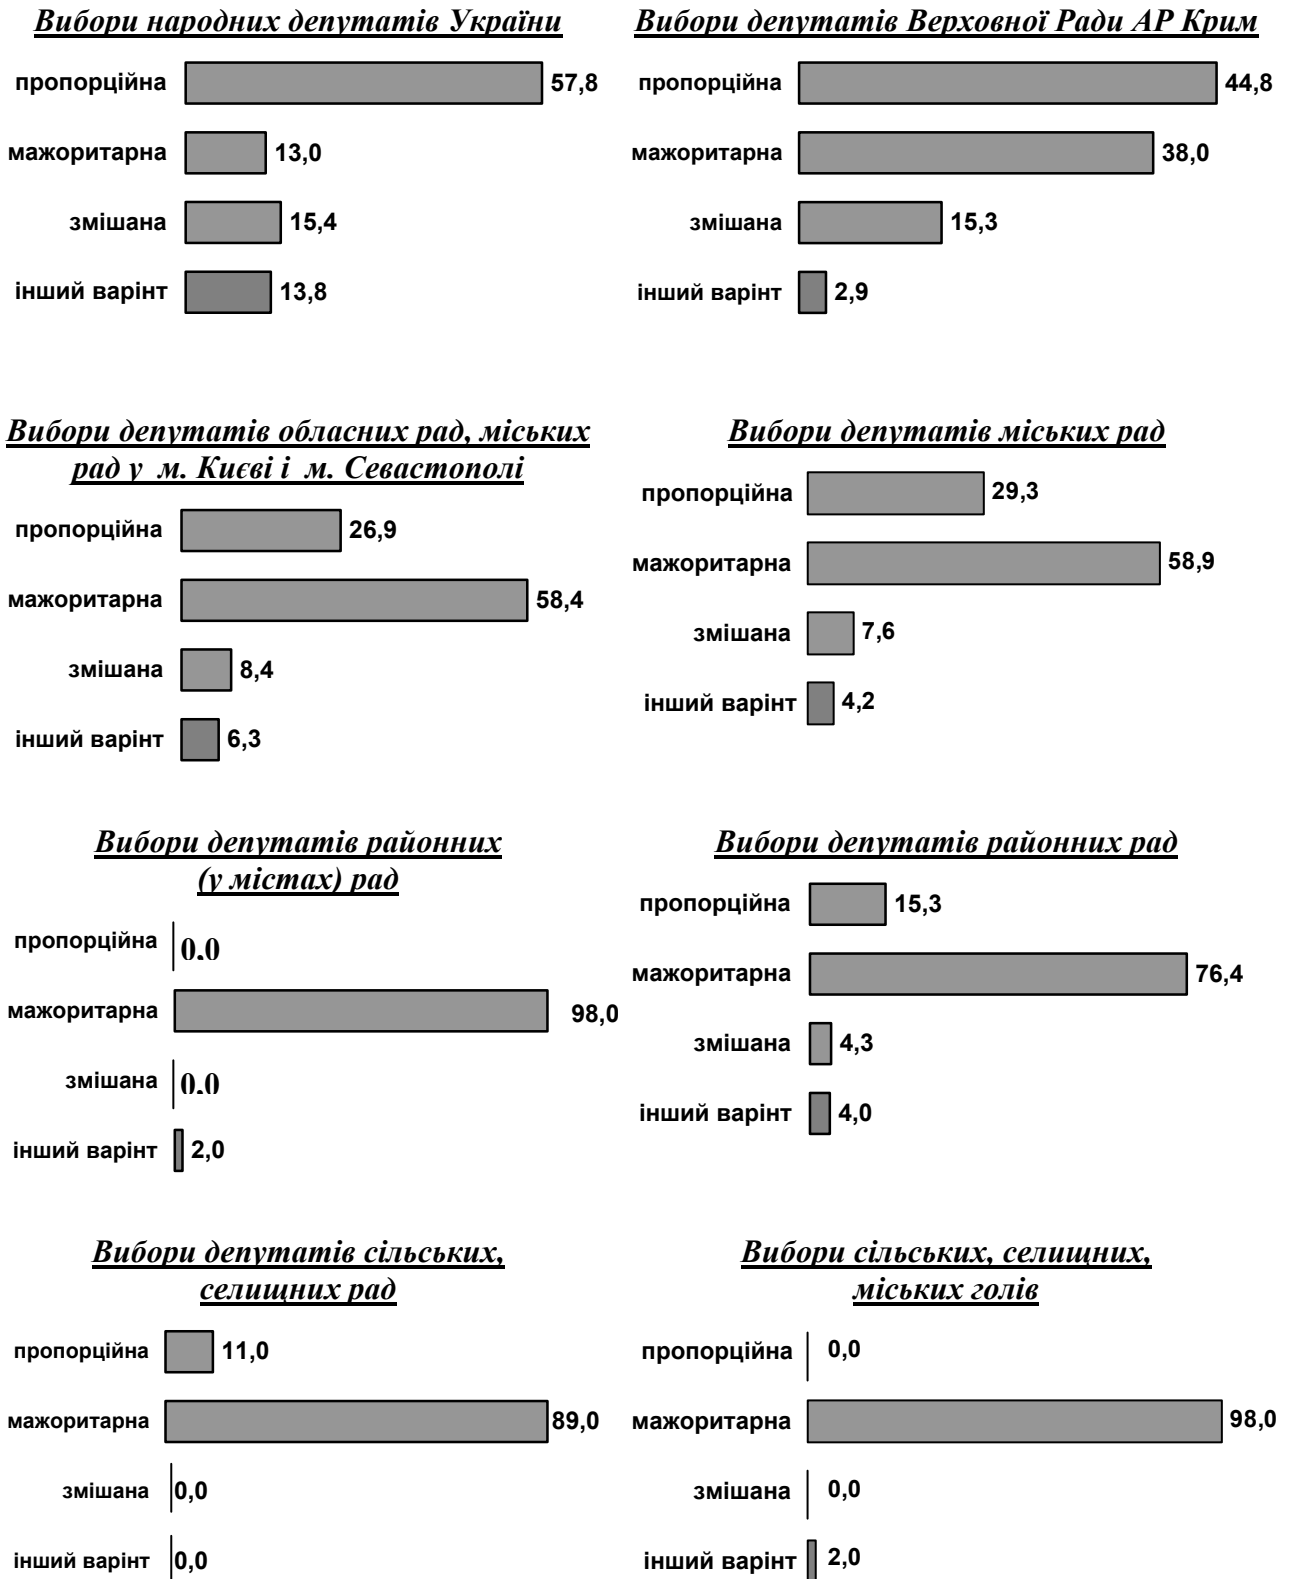 Вибори народних депутатів України
пропорційна 57,8
мажоритарна 13,0
змішана 15,4
інший варінт 13,8
Вибори депутатів Верховної Ради АР Крим
пропорційна 44,8
мажоритарна 38,0
змішана 15,3
інший варінт 2,9
Вибори депутатів обласних рад, міських
рад у м. Києві і м. Севастополі
пропорційна 26,9
мажоритарна 58,4
змішана 8,4
інший варінт 6,3
Вибори депутатів міських рад
пропорційна 29,3
мажоритарна 58,9
змішана 7,6
інший варінт 4,2
Вибори депутатів районних
(у містах) рад
пропорційна 0,0
мажоритарна 98,0
змішана 0,0
інший варінт 2,0
Вибори депутатів районних рад
пропорційна 15,3
мажоритарна 76,4
змішана 4,3
інший варінт 4,0
Вибори депутатів сільських,
селищних рад
пропорційна 11,0
мажоритарна 89,0
змішана 0,0
інший варінт 0,0
Вибори сільських, селищних,
міських голів
пропорційна 0,0
мажоритарна 98,0
змішана 0,0
інший варінт 2,0